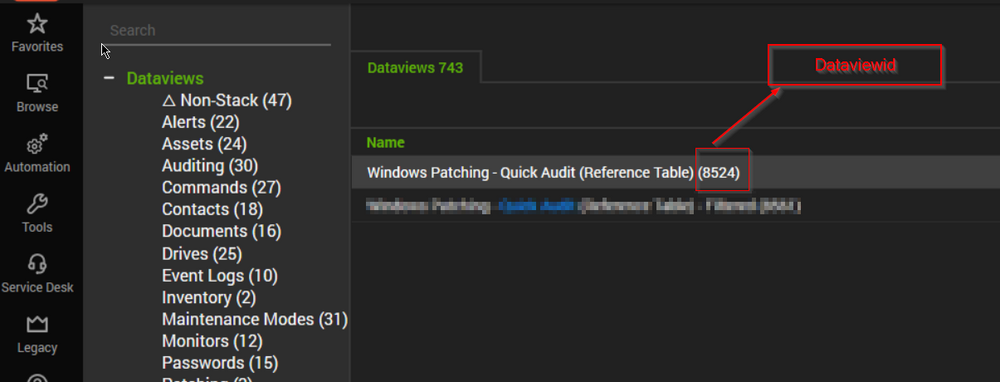 Favorites
Browse
Automation
Tools
Service Desk
Legacy
Search
Dataviews
△ Non-Stack (47)
Alerts (22)
Assets (24)
Auditing (30)
Commands (27)
Contacts (18)
Documents (16)
Drives (25)
Event Logs (10)
Inventory (2)
Maintenance Modes (31)
Monitors (12)
Passwords (15)
Dataviews 743
Dataviewid
Name
Windows Patching - Quick Audit (Reference Table) (8524)